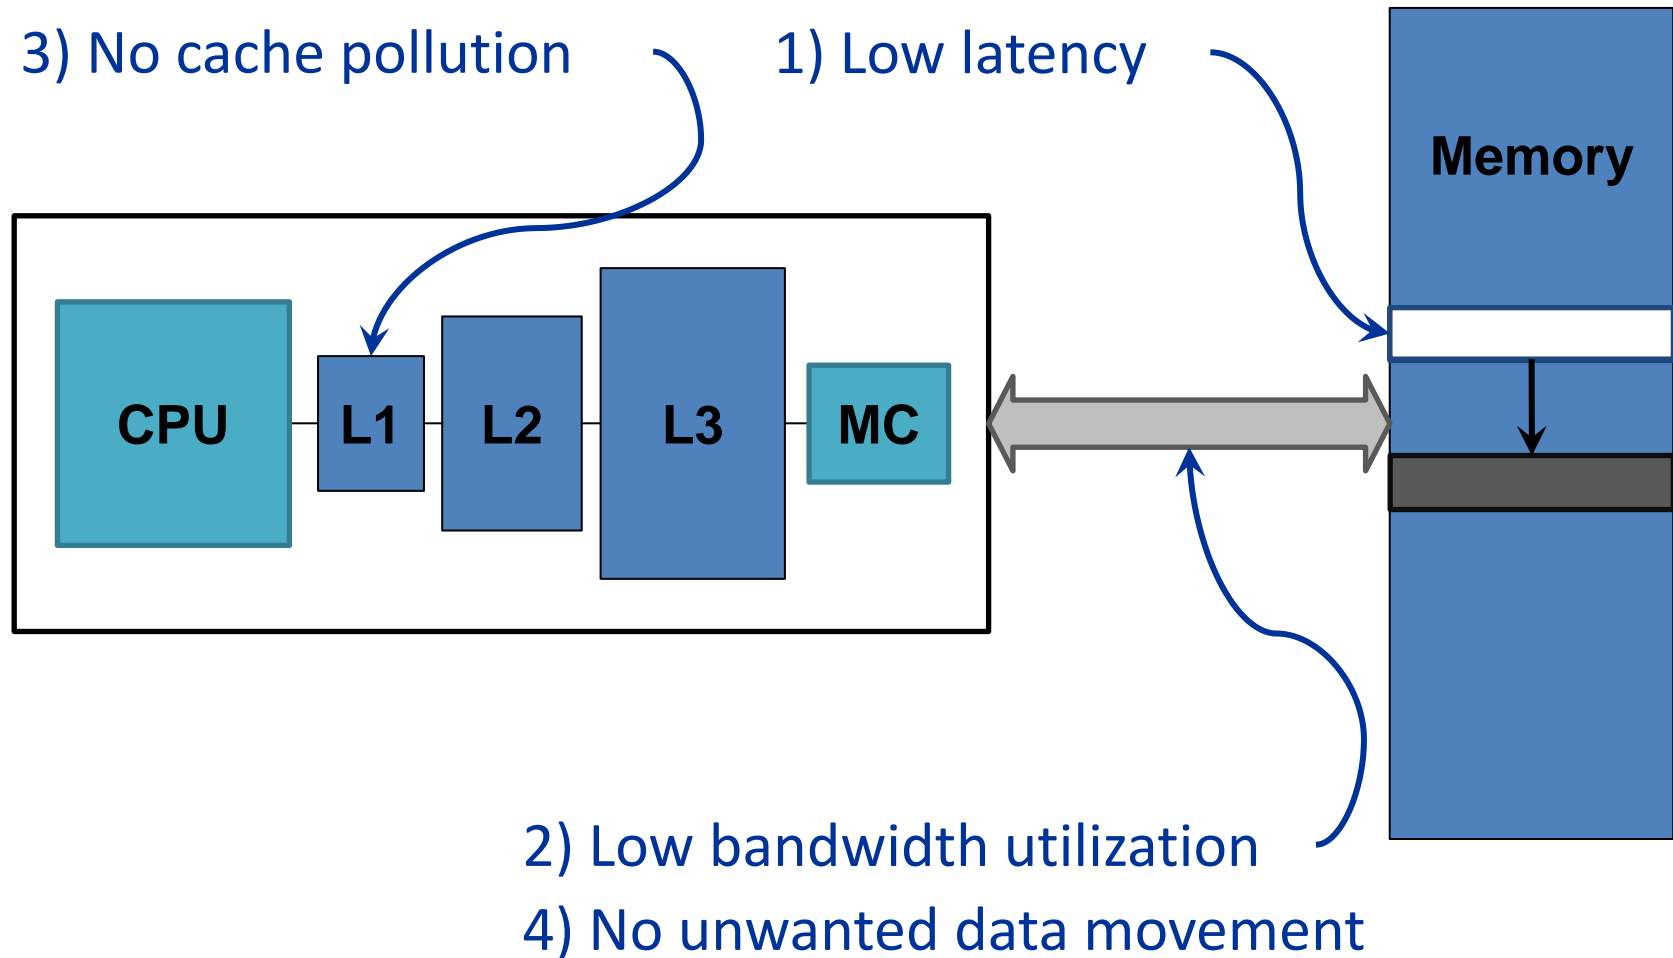 3) No cache pollution
1) Low latency
Memory
CPU
L1
L2
L3
MC
2) Low bandwidth utilization
4) No unwanted data movement